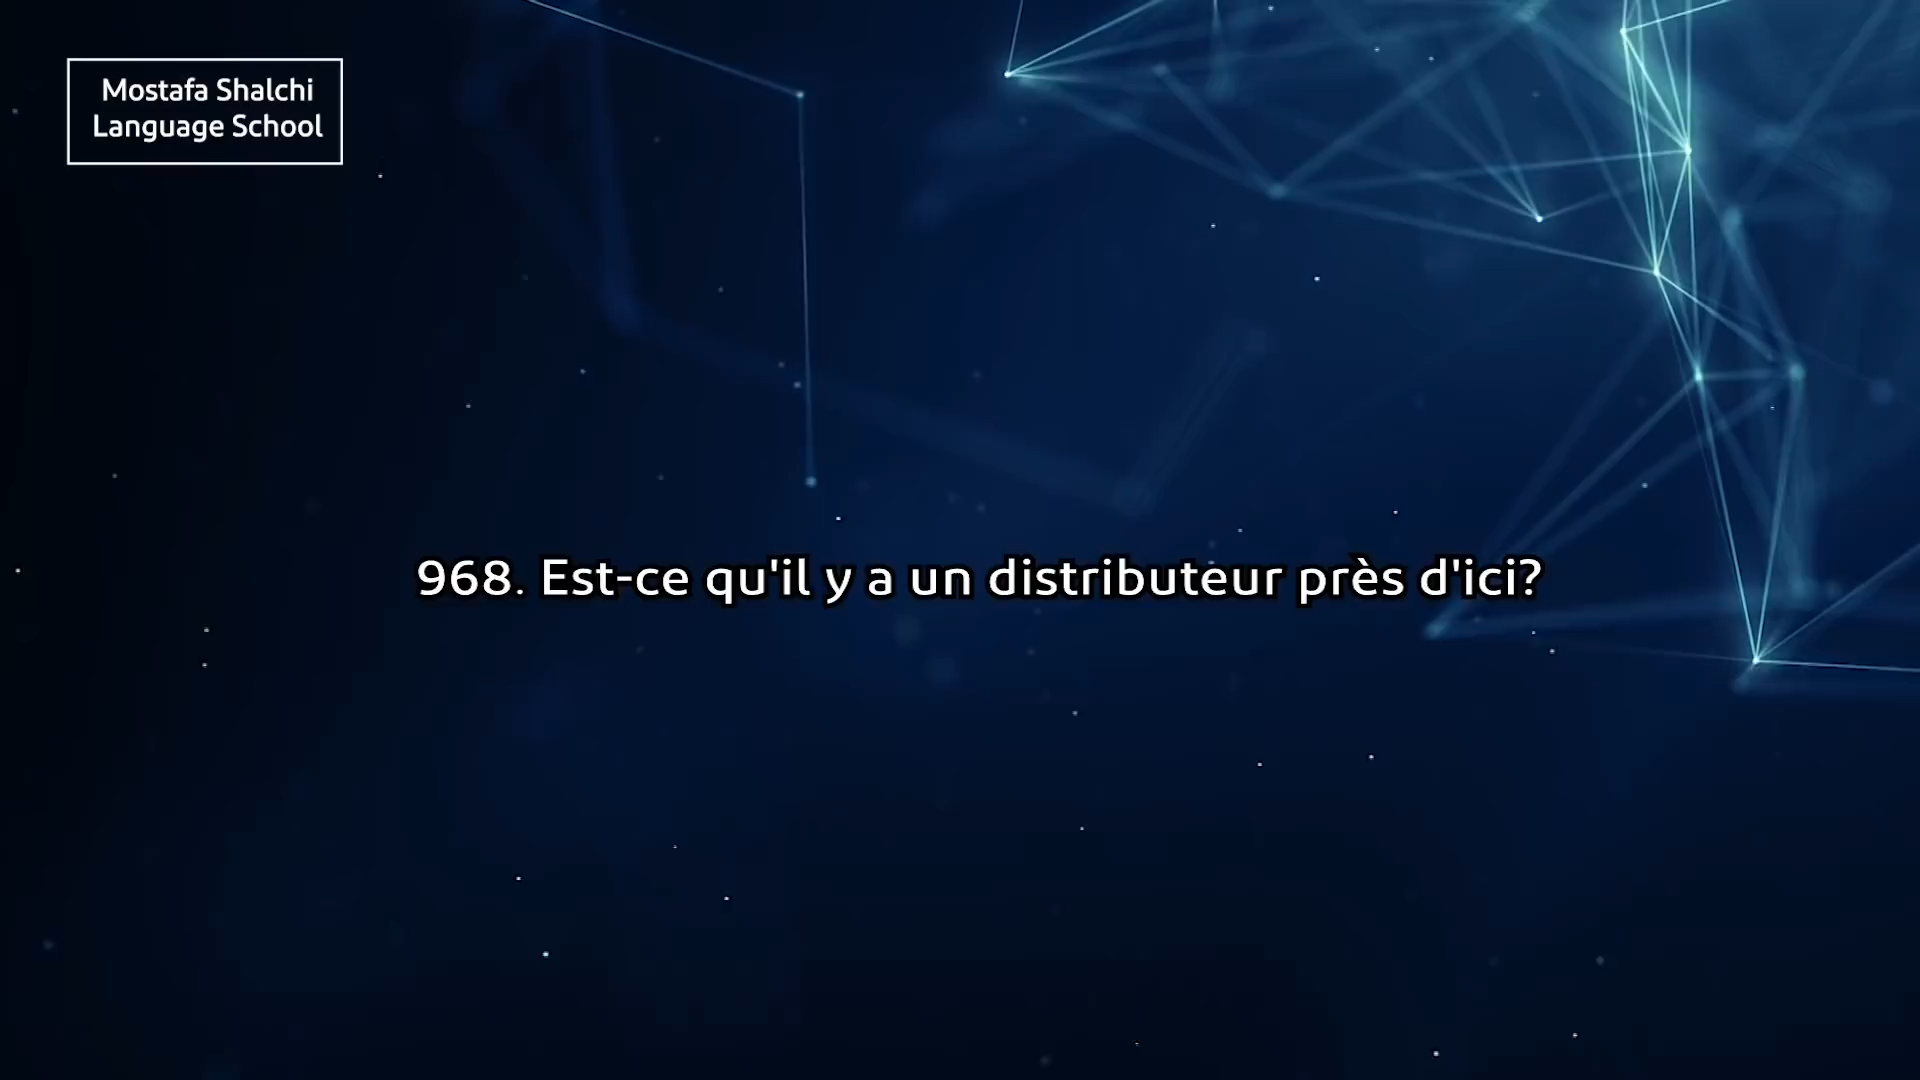 Mostafa Shalchi
Language School
968. Est-ce qu'il y a un distributeur près d'ici?